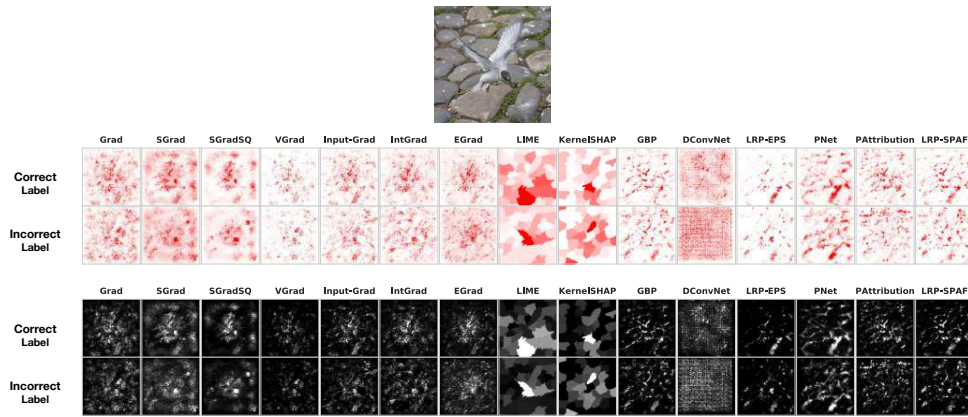 Grad SGrad SGradSQ VGrad Input-Grad IntGrad EGrad LIME KernelSHAP GBP DConvNet LRP-EPS PNet PAttribution LRP-SPAF
Correct
Label
Incorrect
Label
Grad SGrad SGradSQ VGrad Input-Grad IntGrad EGrad LIME KernelSHAP GBP DConvNet LRP-EPS PNet PAttribution LRP-SPAF
Correct
Label
Incorrect
Label